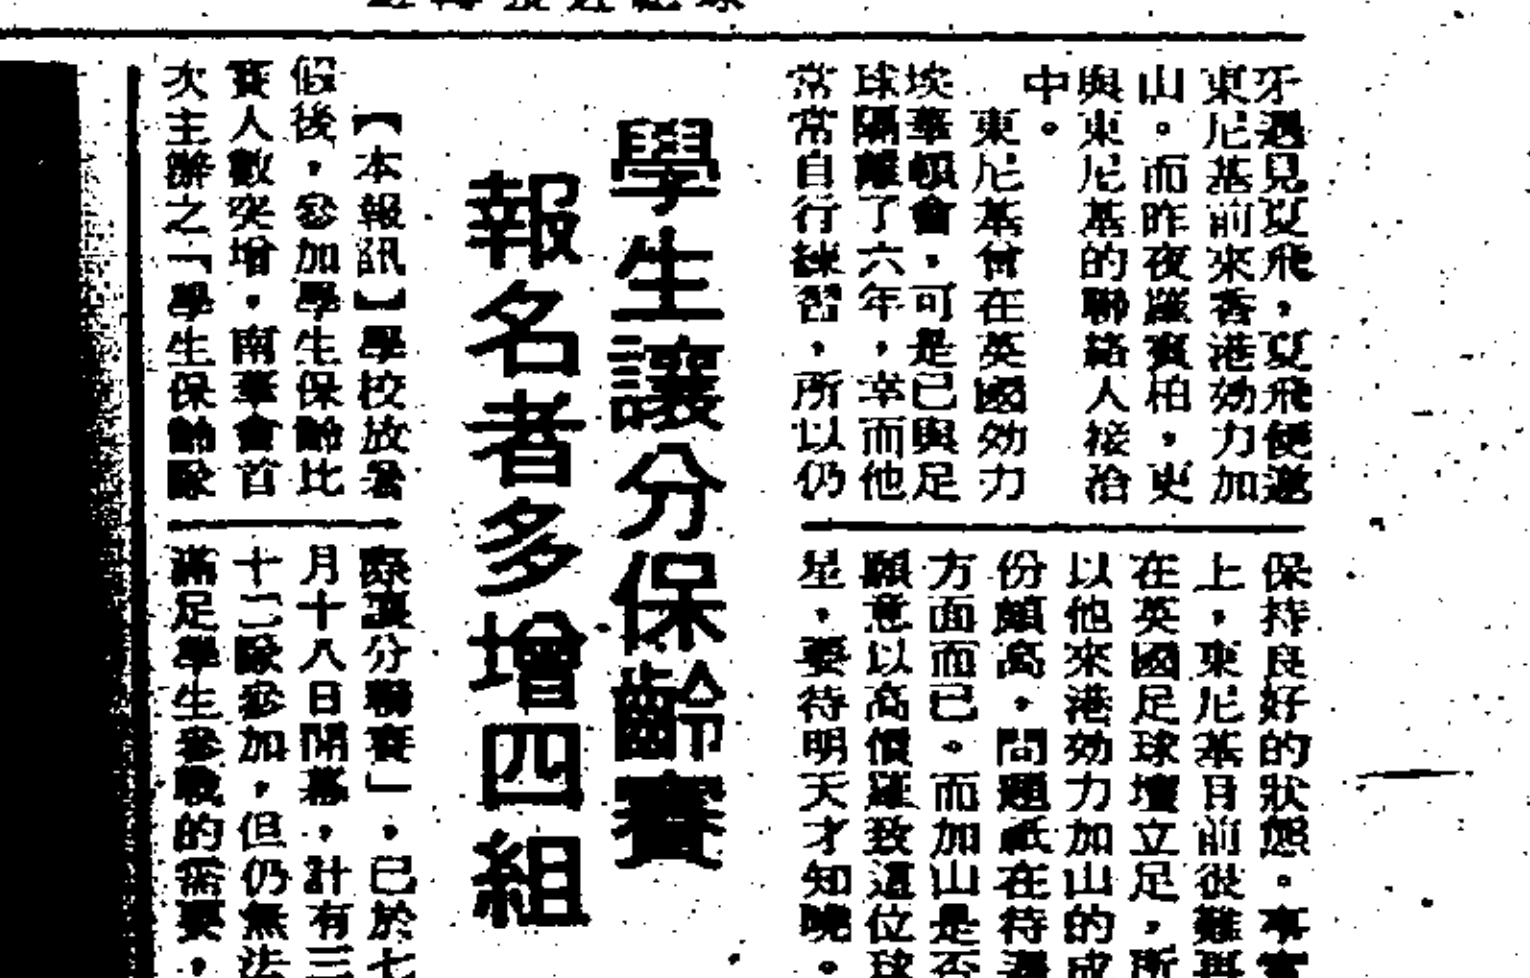 牙遇見夏飛，夏飛便邀
東尼基前來香港効力加
山。而昨夜羅賓柏，更
與東尼基的聯絡人接洽
中。
東尼基曾在英國効力
埃華頓會，可是已與足
球隔離了六年，幸而他
常常自行練習，所以仍
保持良好的狀態。事實
上，東尼基目前很難再
在英國足球壇立足，所
以他來港効力加山的成
份頗高。問題祇在待遇
方面而已。而加山是否
願意以高價羅致這位球
星，要待明天才知曉。
學生讓分保齡賽
報名者多增四組
【本報訊】學校放暑
假後，參加學生保齡比
賽人數突增，南華會首
次主辦之「學生保齡隊
際讓分聯賽」，已於七
月十八日開幕，計有三
十二隊參加，但仍無法
滿足學生參戰的需要，